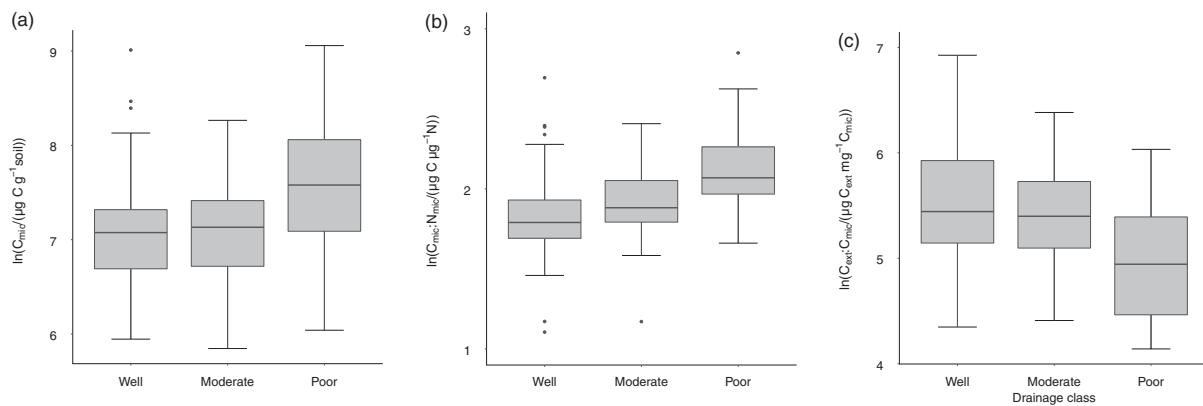 (a)
ln(Cmic/(µg C g⁻¹soil))
9
8
7
6
Well Moderate Poor
(b)
ln(Cmic:Nmic/(µg C µg⁻¹N))
3
2
1
Well Moderate Poor
(c)
ln(Cext:Cmic/(µg Cext mg⁻¹Cmic))
7
6
5
4
Well Moderate Poor
Drainage class